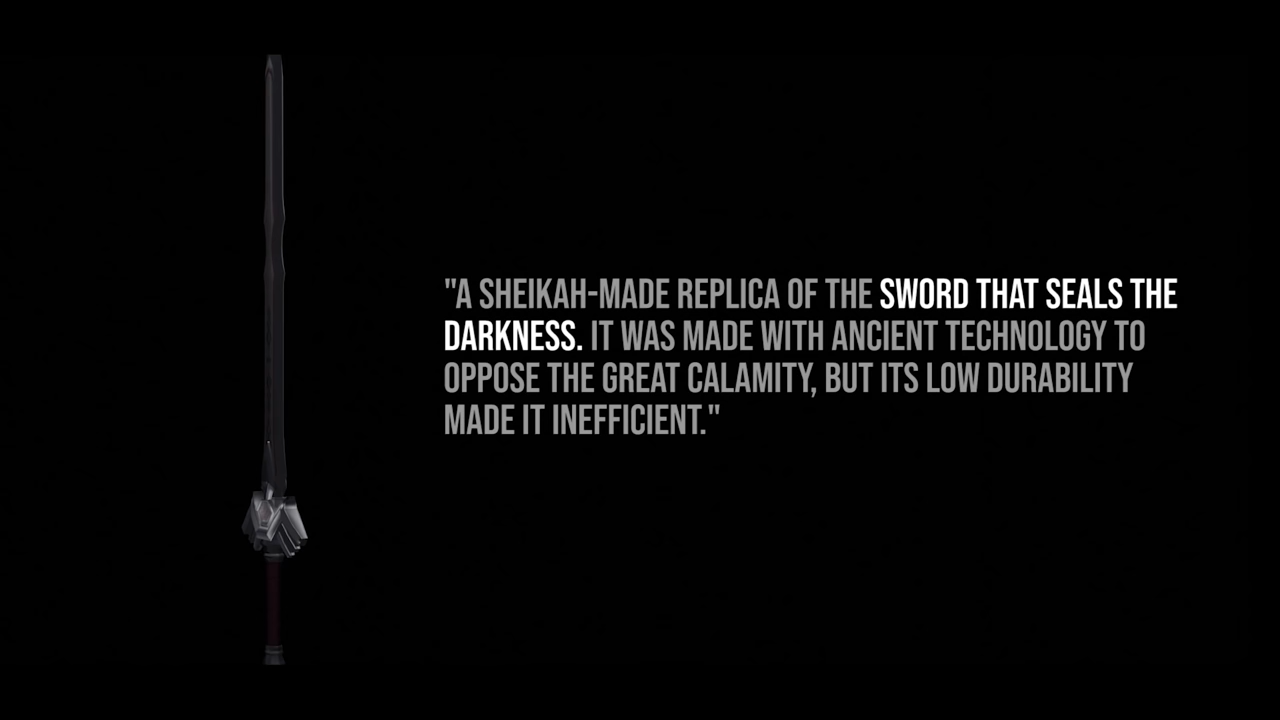 "A SHEIKAH-MADE REPLICA OF THE SWORD THAT SEALS THE
DARKNESS. IT WAS MADE WITH ANCIENT TECHNOLOGY TO
OPPOSE THE GREAT CALAMITY, BUT ITS LOW DURABILITY
MADE IT INEFFICIENT."